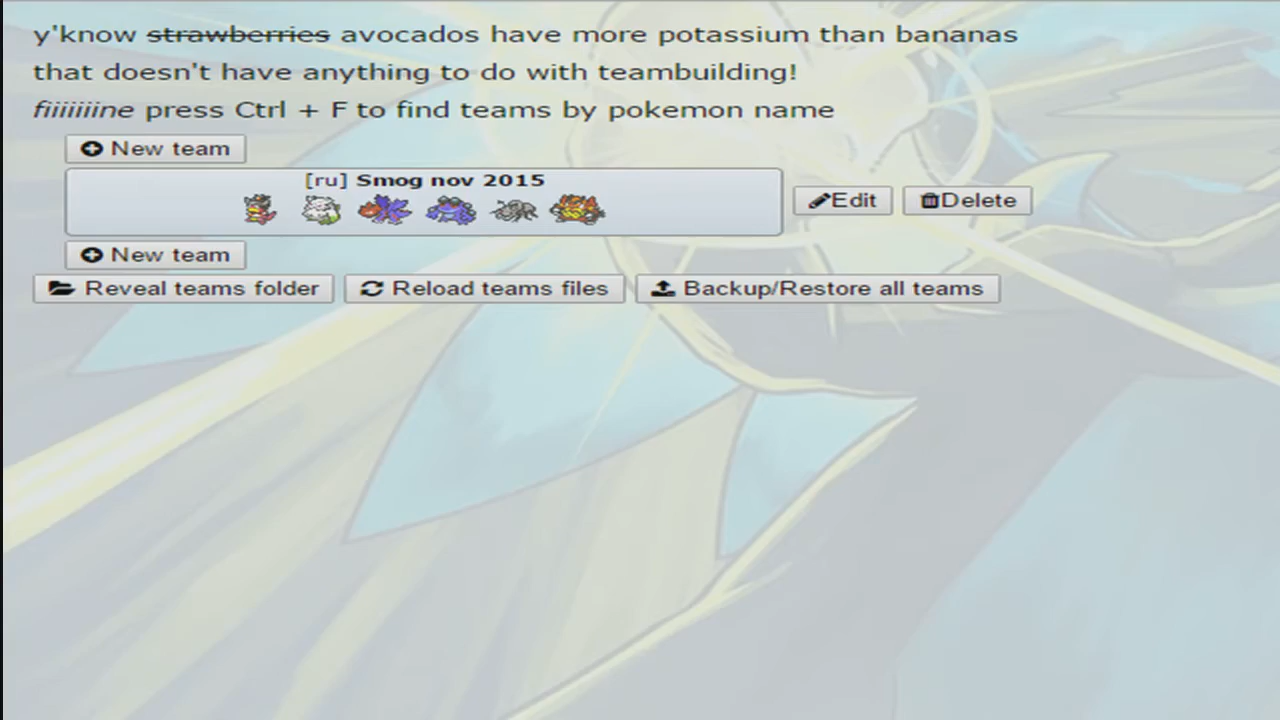 y'know strawberries avocados have more potassium than bananas
that doesn't have anything to do with teambuilding!
fiiiiiiiine press Ctrl + F to find teams by pokemon name
New team
[ru] Smog nov 2015
Edit Delete
New team
Reveal teams folder Reload teams files Backup/Restore all teams